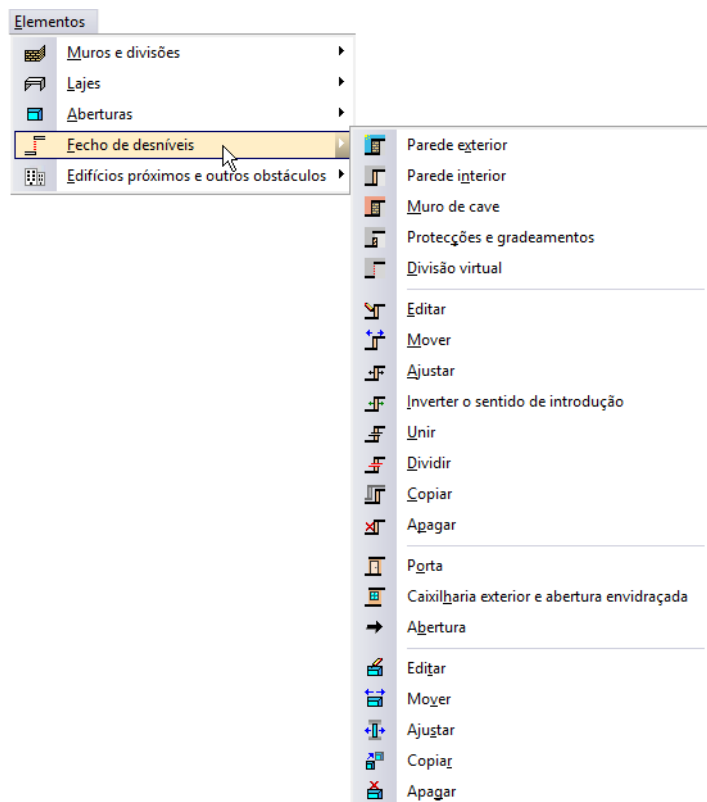 Elementos
Muros e divisões
Lajes
Aberturas
Fecho de desníveis
Edifícios próximos e outros obstáculos
Parede exterior
Parede interior
Muro de cave
Protecções e gradeamentos
Divisão virtual
Editar
Mover
Ajustar
Inverter o sentido de introdução
Unir
Dividir
Copiar
Apagar
Porta
Caixilharia exterior e abertura envidraçada
Abertura
Editar
Mover
Ajustar
Copiar
Apagar